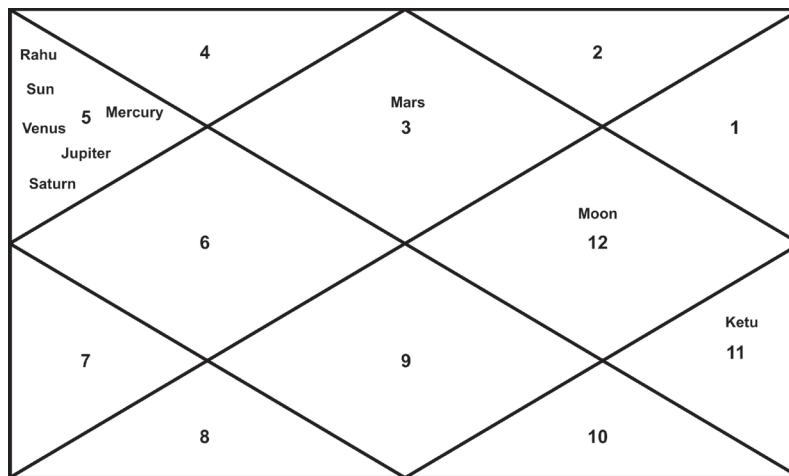 4
2
Rahu
Sun
5
Mercury
Venus
Jupiter
Saturn
Mars
3
1
6
Moon
12
Ketu
11
7
9
8
10